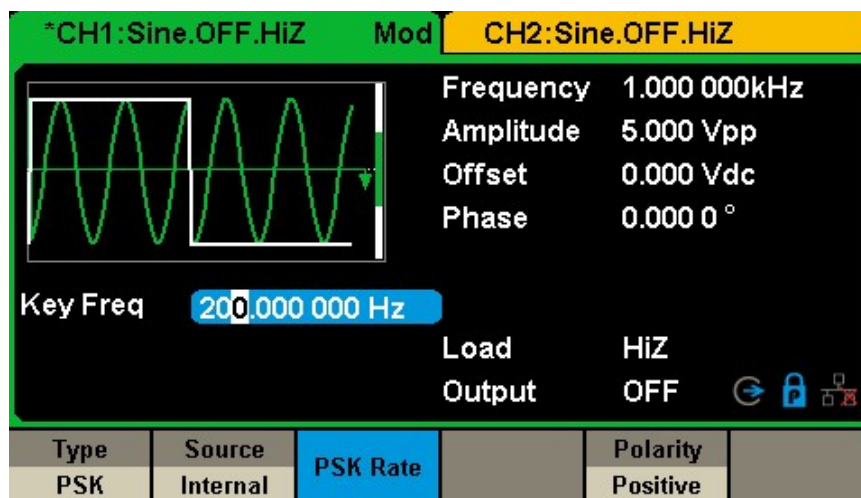 *CH1:Sine.OFF.HiZ Mod CH2:Sine.OFF.HiZ
Frequency 1.000 000kHz
Amplitude 5.000 Vpp
Offset 0.000 Vdc
Phase 0.000 0 °
Key Freq 200.000 000 Hz
Load HiZ
Output OFF P
Type Source PSK Rate Polarity
PSK Internal Positive